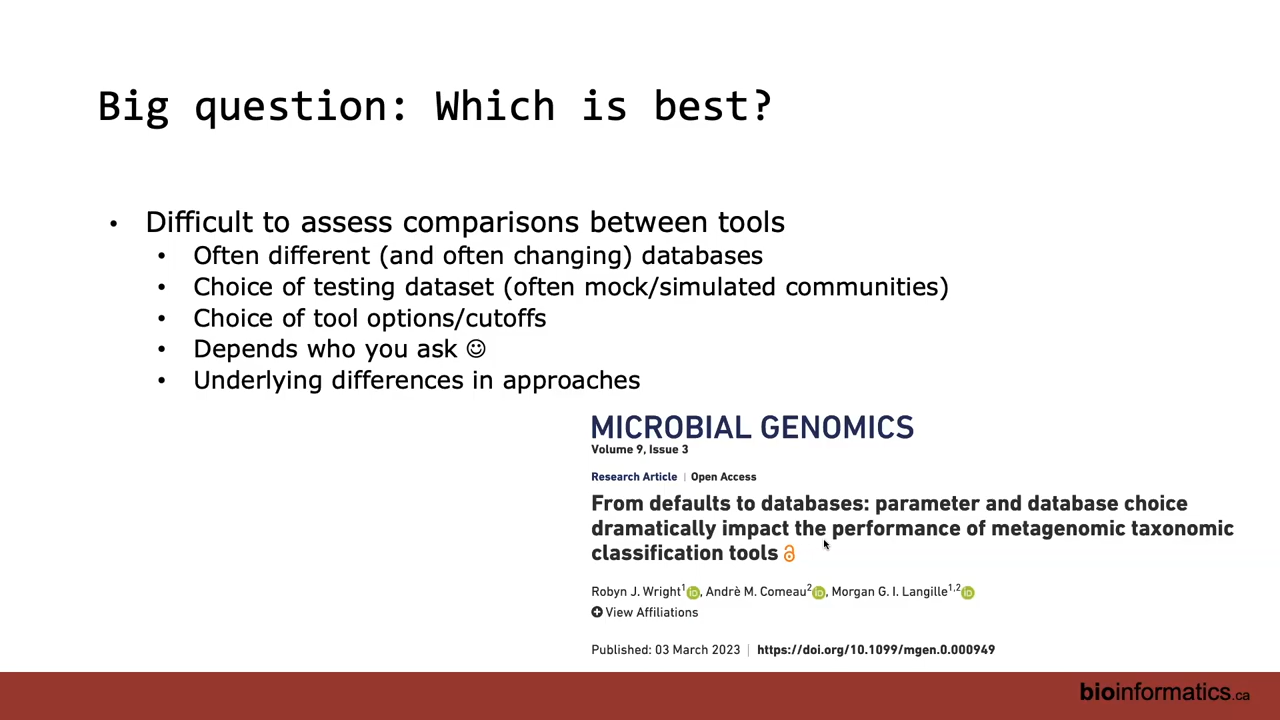 Big question: Which is best?
• Difficult to assess comparisons between tools
• Often different (and often changing) databases
• Choice of testing dataset (often mock/simulated communities)
• Choice of tool options/cutoffs
• Depends who you ask ☺
• Underlying differences in approaches
MICROBIAL GENOMICS
Volume 9, Issue 3
Research Article | Open Access
From defaults to databases: parameter and database choice
dramatically impact the performance of metagenomic taxonomic
classification tools
Robyn J. Wright1, Andrè M. Comeau2, Morgan G. I. Langille1,2
View Affiliations
Published: 03 March 2023 | https://doi.org/10.1099/mgen.0.000949
bioinformatics.ca